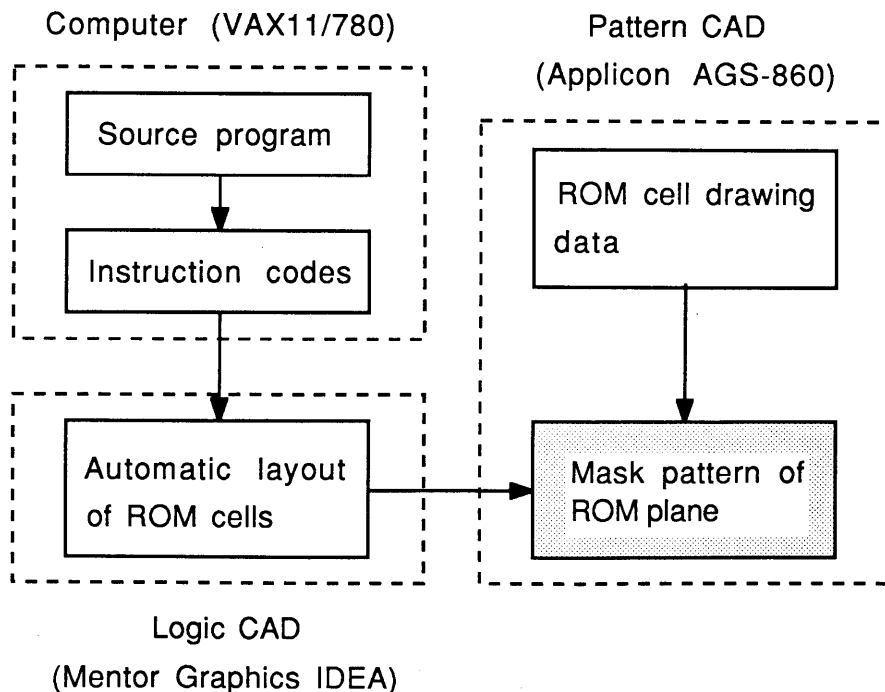 Computer (VAX11/780)
Source program
Instruction codes
Automatic layout
of ROM cells
Logic CAD
(Mentor Graphics IDEA)
Pattern CAD
(Applicon AGS-860)
ROM cell drawing
data
Mask pattern of
ROM plane